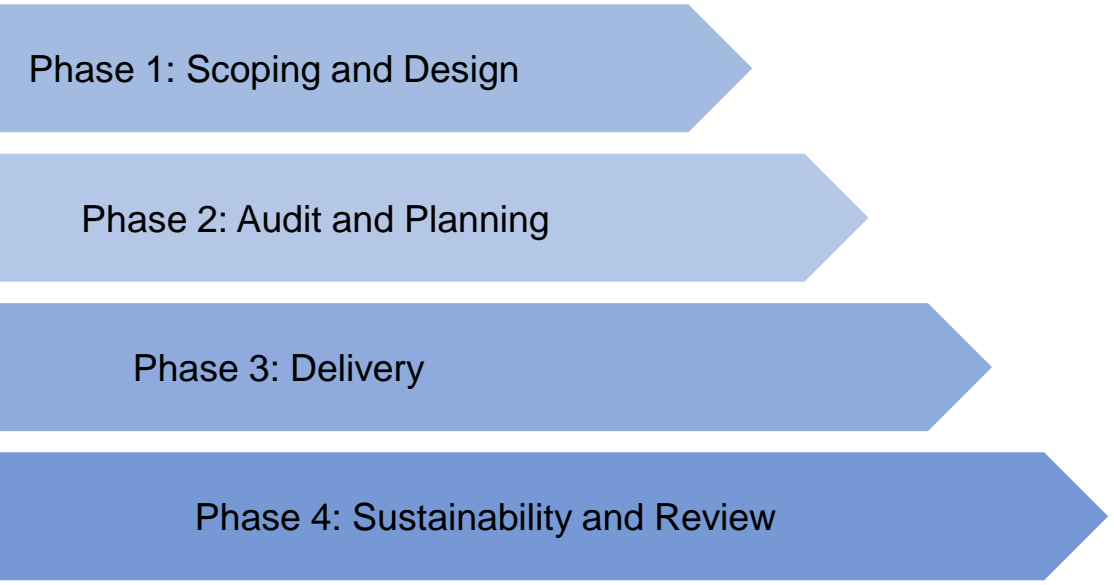 Phase 1: Scoping and Design
Phase 2: Audit and Planning
Phase 3: Delivery
Phase 4: Sustainability and Review